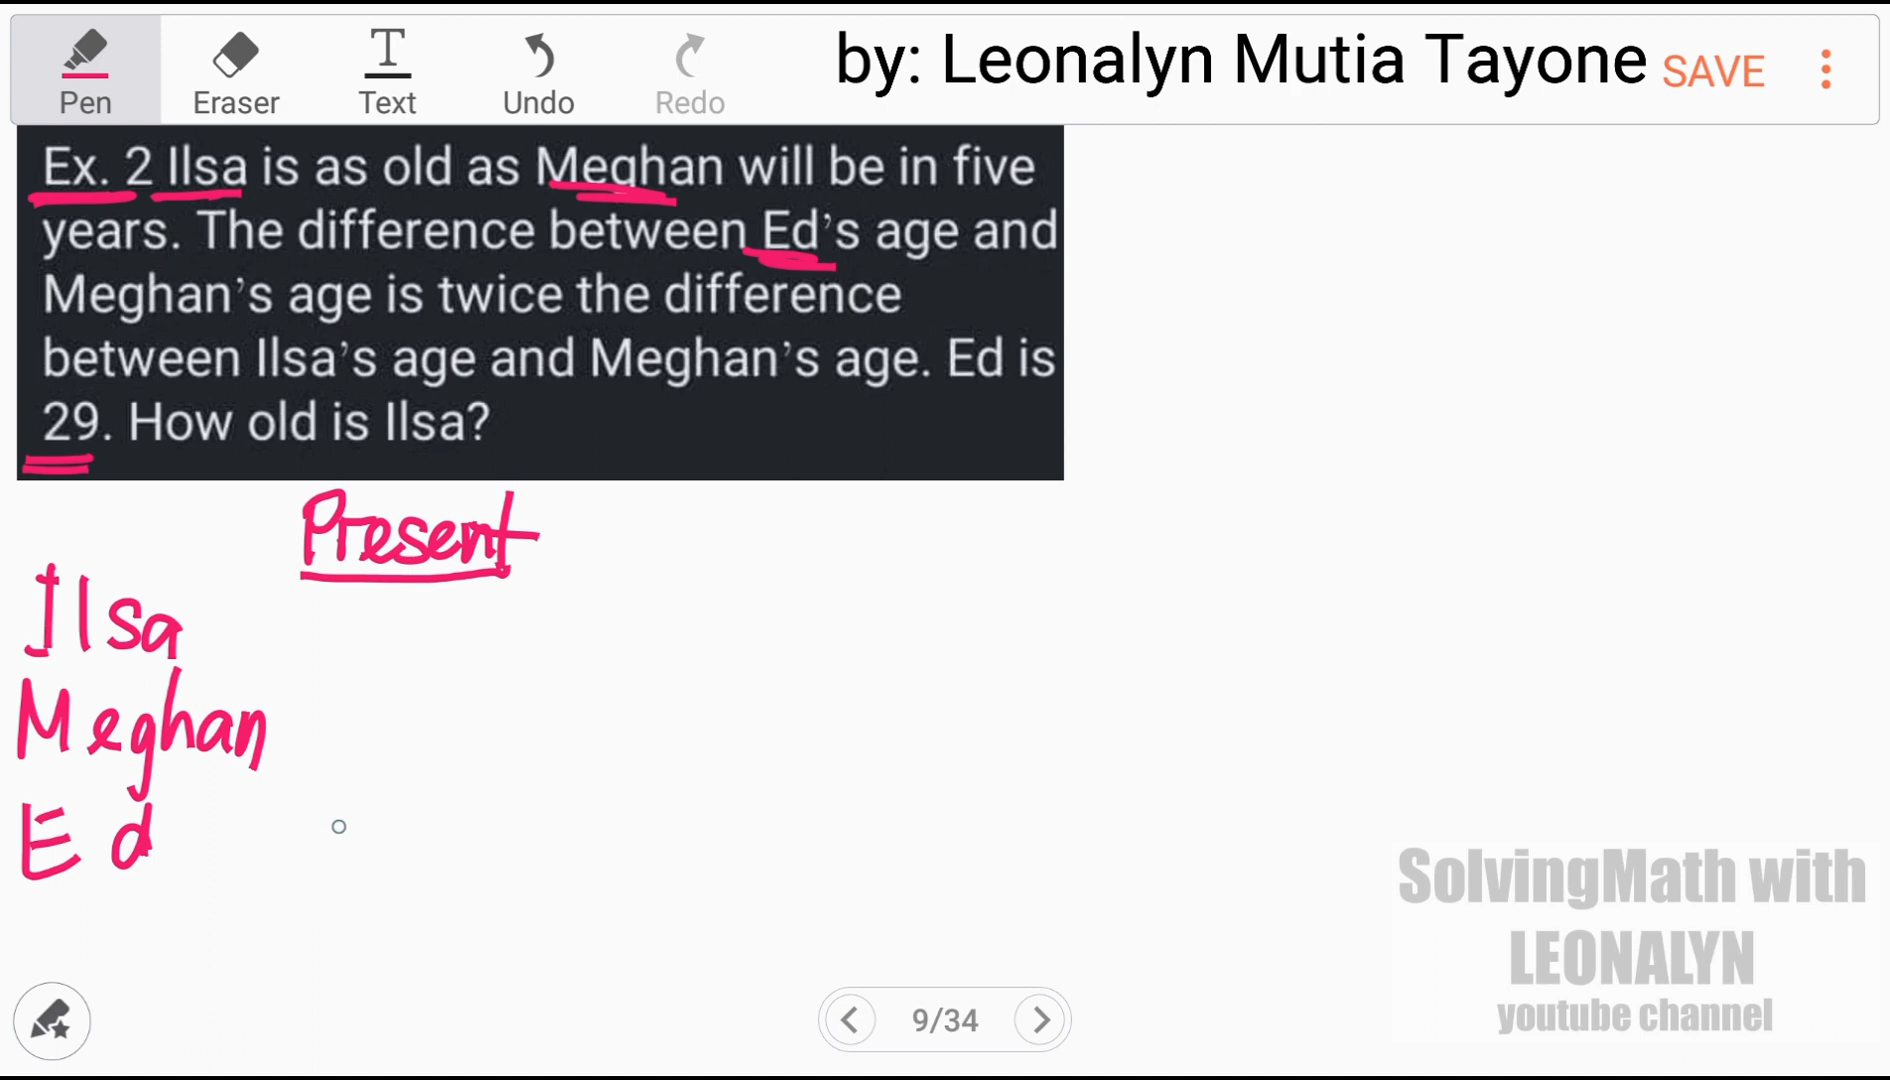 Pen
Eraser
Text
Undo
Redo
by: Leonalyn Mutia Tayone
SAVE
Ex. 2 Ilsa is as old as Meghan will be in five
years. The difference between Ed's age and
Meghan's age is twice the difference
between Ilsa's age and Meghan's age. Ed is
29. How old is Ilsa?
Present
Ilsa
Meghan
Ed
9/34
SolvingMath with
LEONALYN
youtube channel